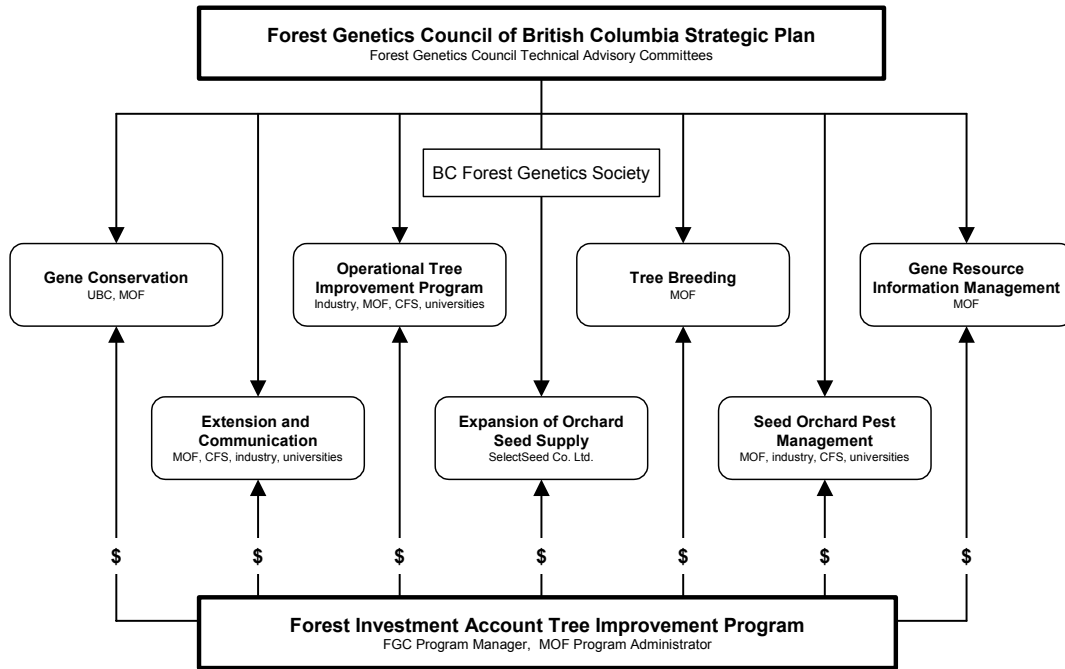 Forest Genetics Council of British Columbia Strategic Plan
Forest Genetics Council Technical Advisory Committees
BC Forest Genetics Society
Gene Conservation
UBC, MOF
Operational Tree
Improvement Program
Industry, MOF, CFS, universities
Tree Breeding
MOF
Gene Resource
Information Management
MOF
Extension and
Communication
MOF, CFS, industry, universities
Expansion of Orchard
Seed Supply
SelectSeed Co. Ltd.
Seed Orchard Pest
Management
MOF, industry, CFS, universities
$ $ $ $ $ $ $
Forest Investment Account Tree Improvement Program
FGC Program Manager, MOF Program Administrator